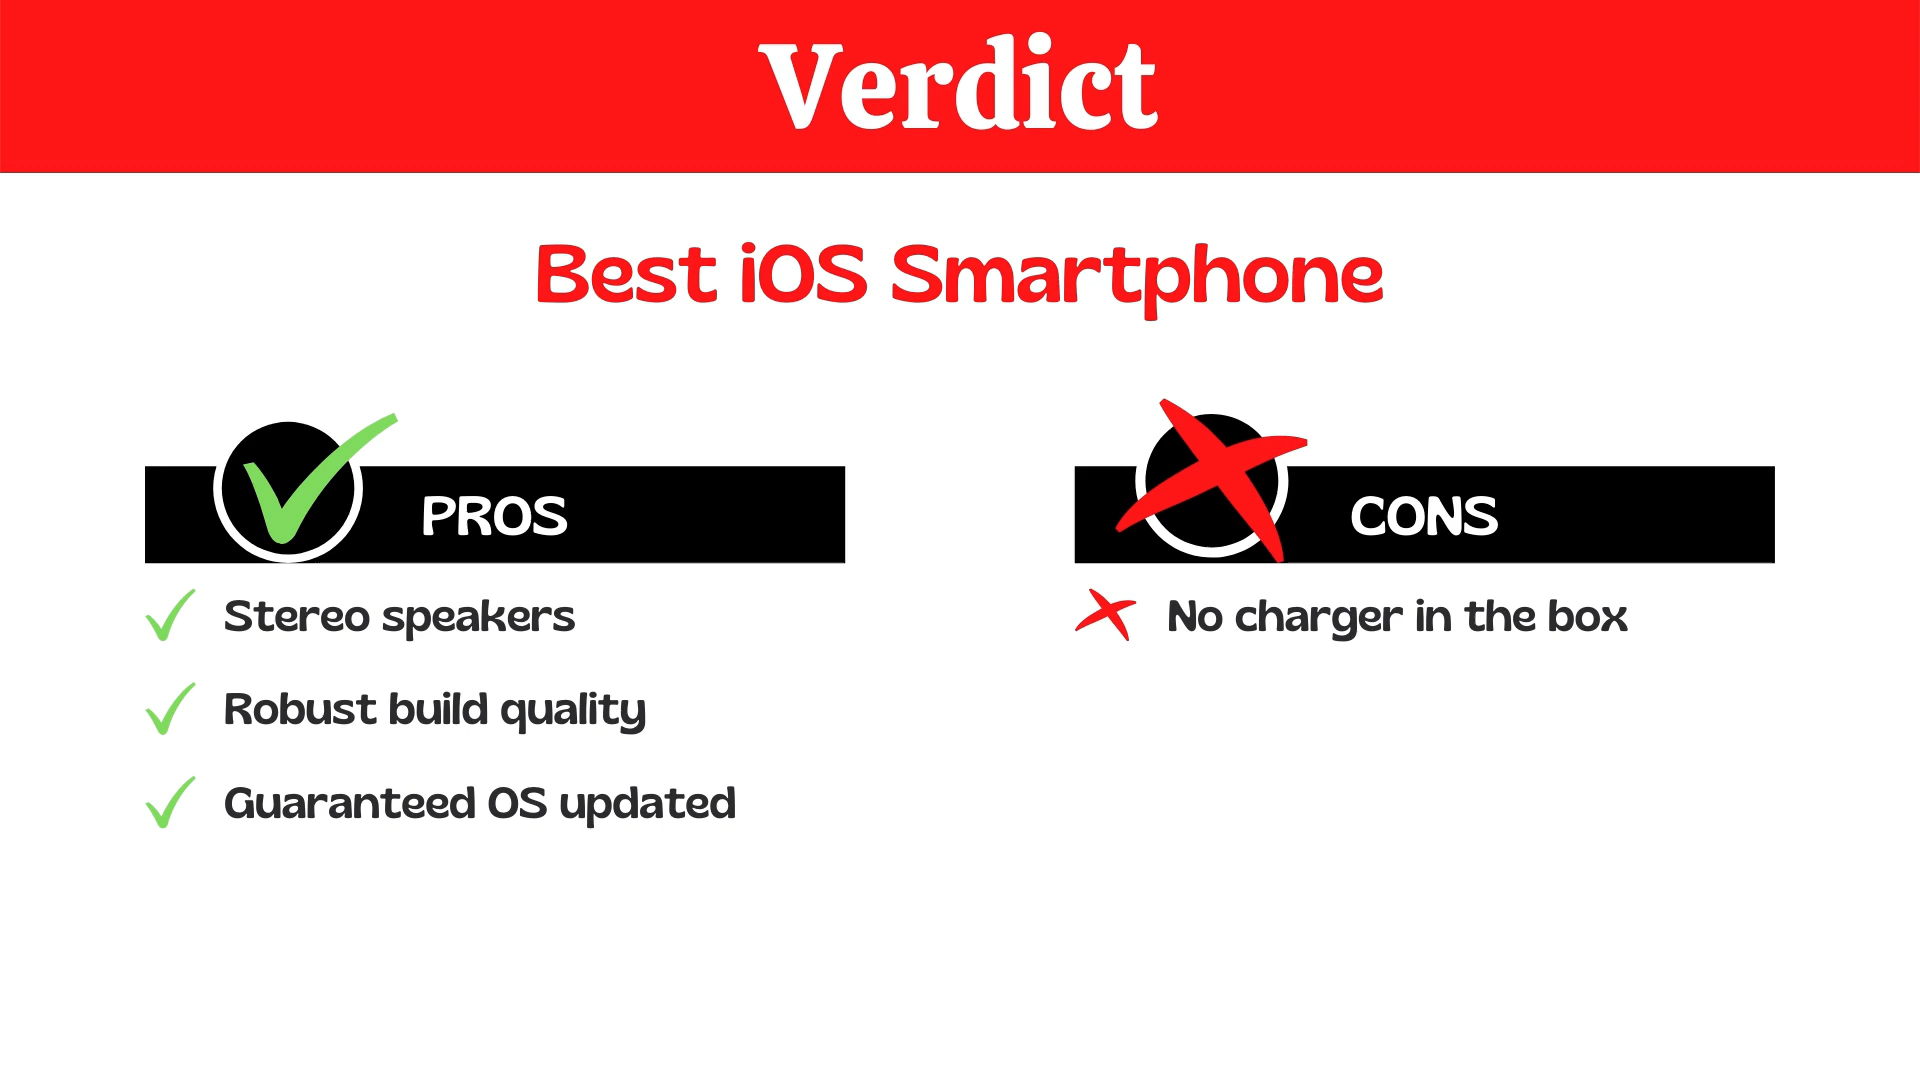 Verdict
Best iOS Smartphone
PROS
Stereo speakers
Robust build quality
Guaranteed OS updated
CONS
No charger in the box